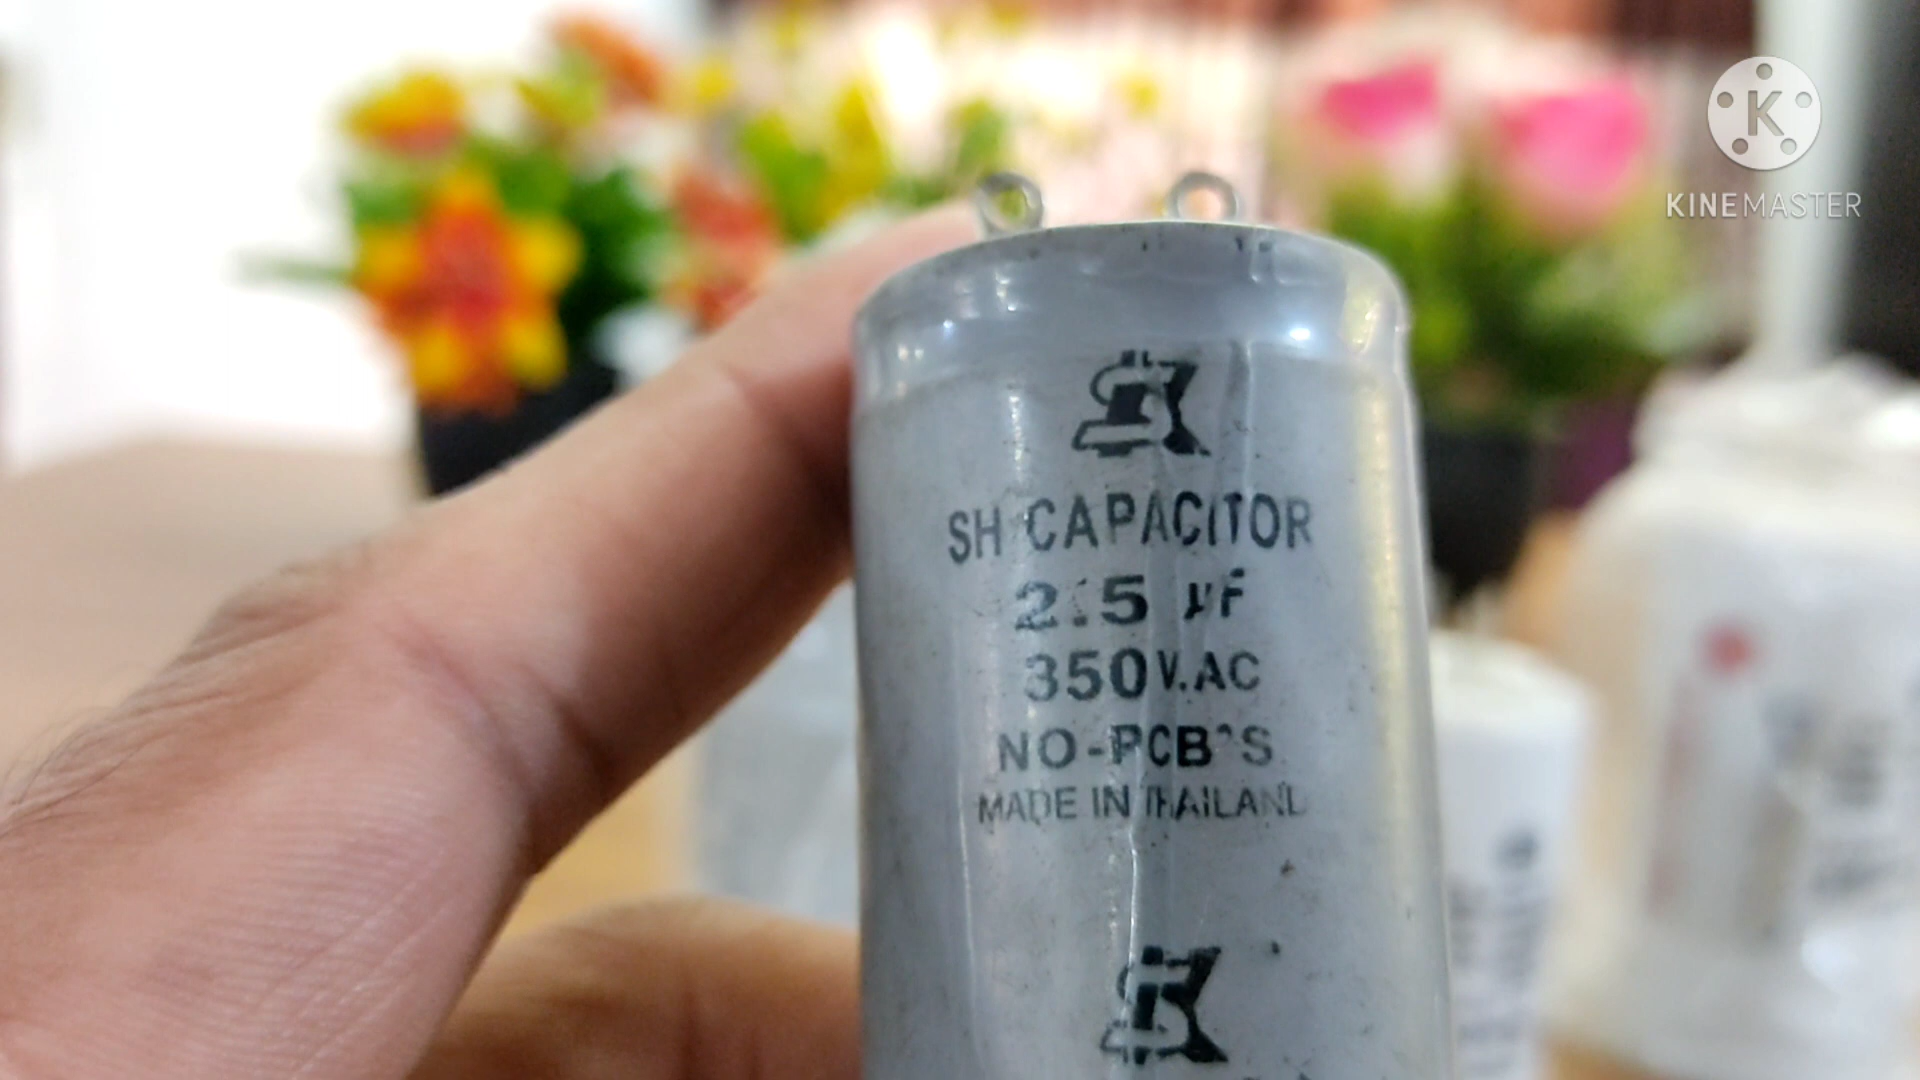 K
KINEMASTER
SH CAPACITOR
2.5 µF
350V.AC
NO-PCB'S
MADE IN THAILAND